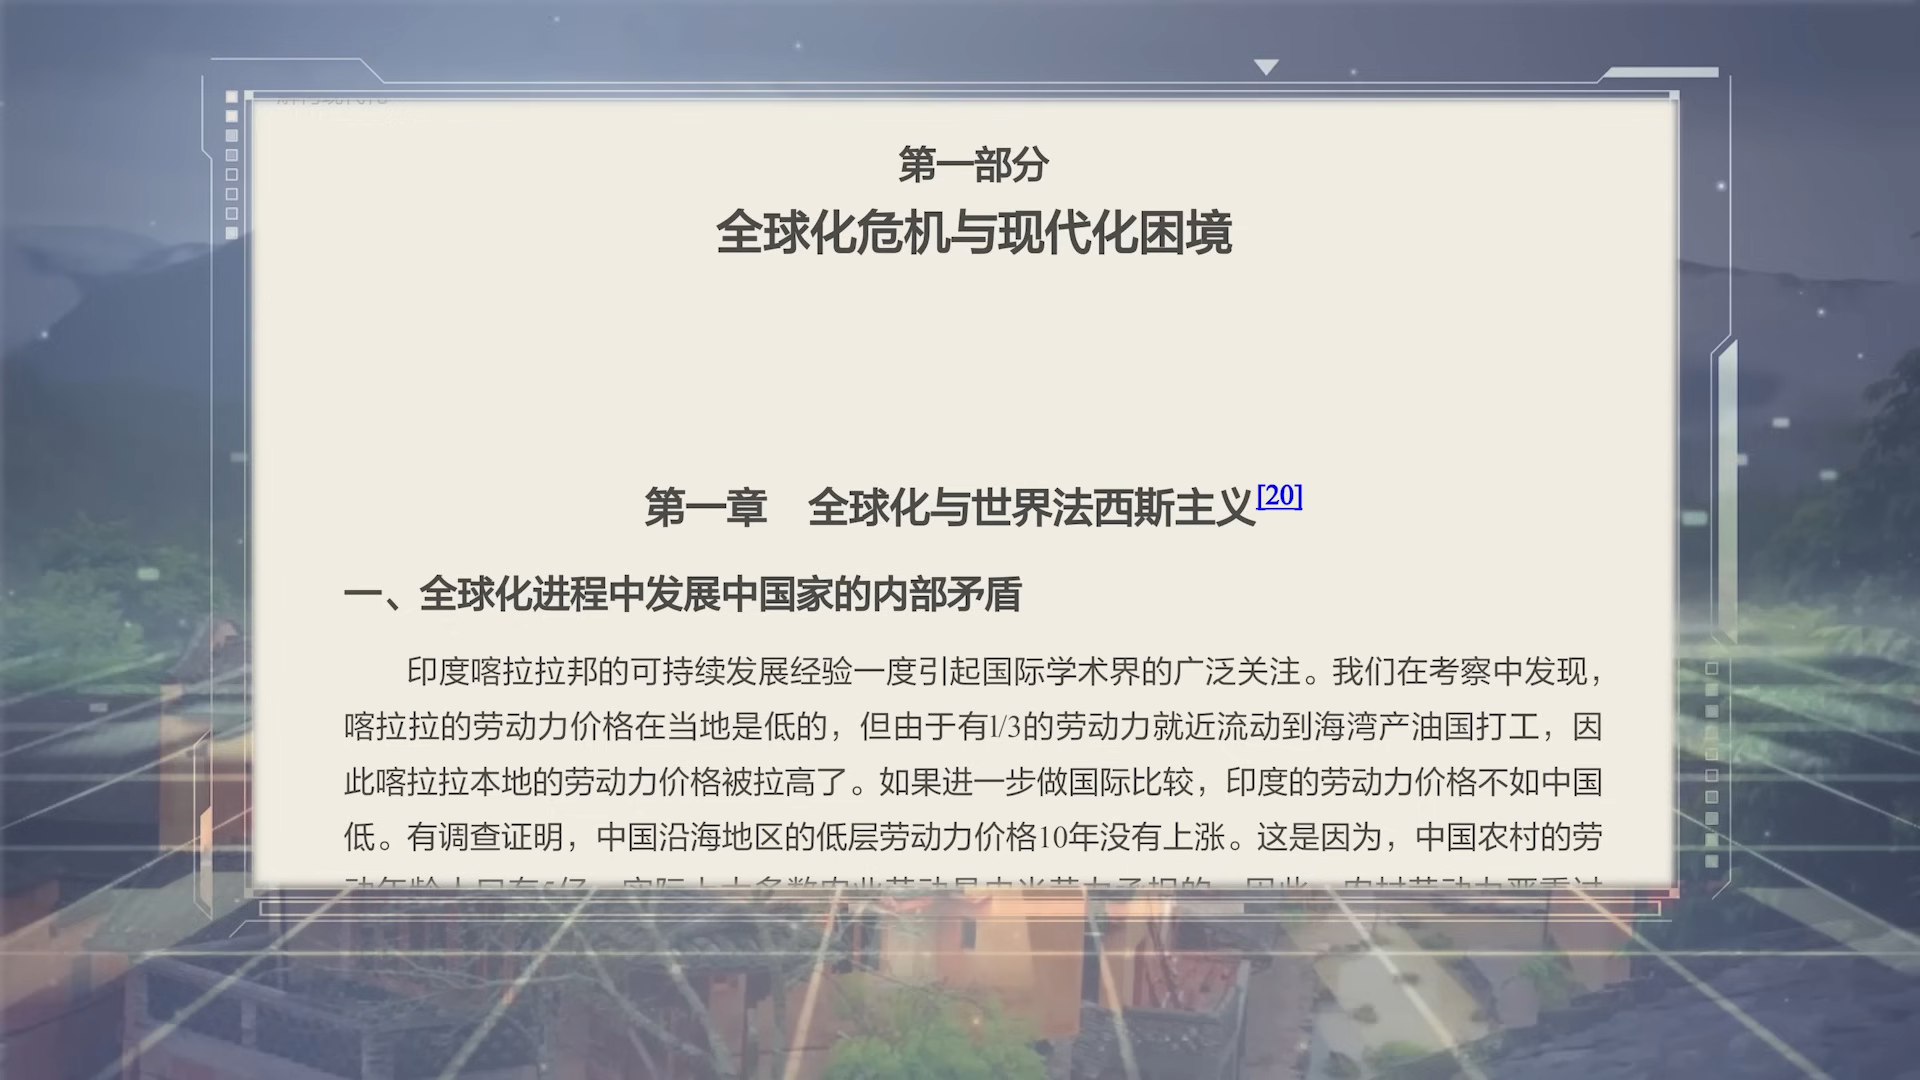 第一部分
全球化危机与现代化困境
第一章　全球化与世界法西斯主义[20]
一、全球化进程中发展中国家的内部矛盾
印度喀拉拉邦的可持续发展经验一度引起国际学术界的广泛关注。我们在考察中发现，
喀拉拉的劳动力价格在当地是低的，但由于有1/3的劳动力就近流动到海湾产油国打工，因
此喀拉拉本地的劳动力价格被拉高了。如果进一步做国际比较，印度的劳动力价格不如中国
低。有调查证明，中国沿海地区的低层劳动力价格10年没有上涨。这是因为，中国农村的劳